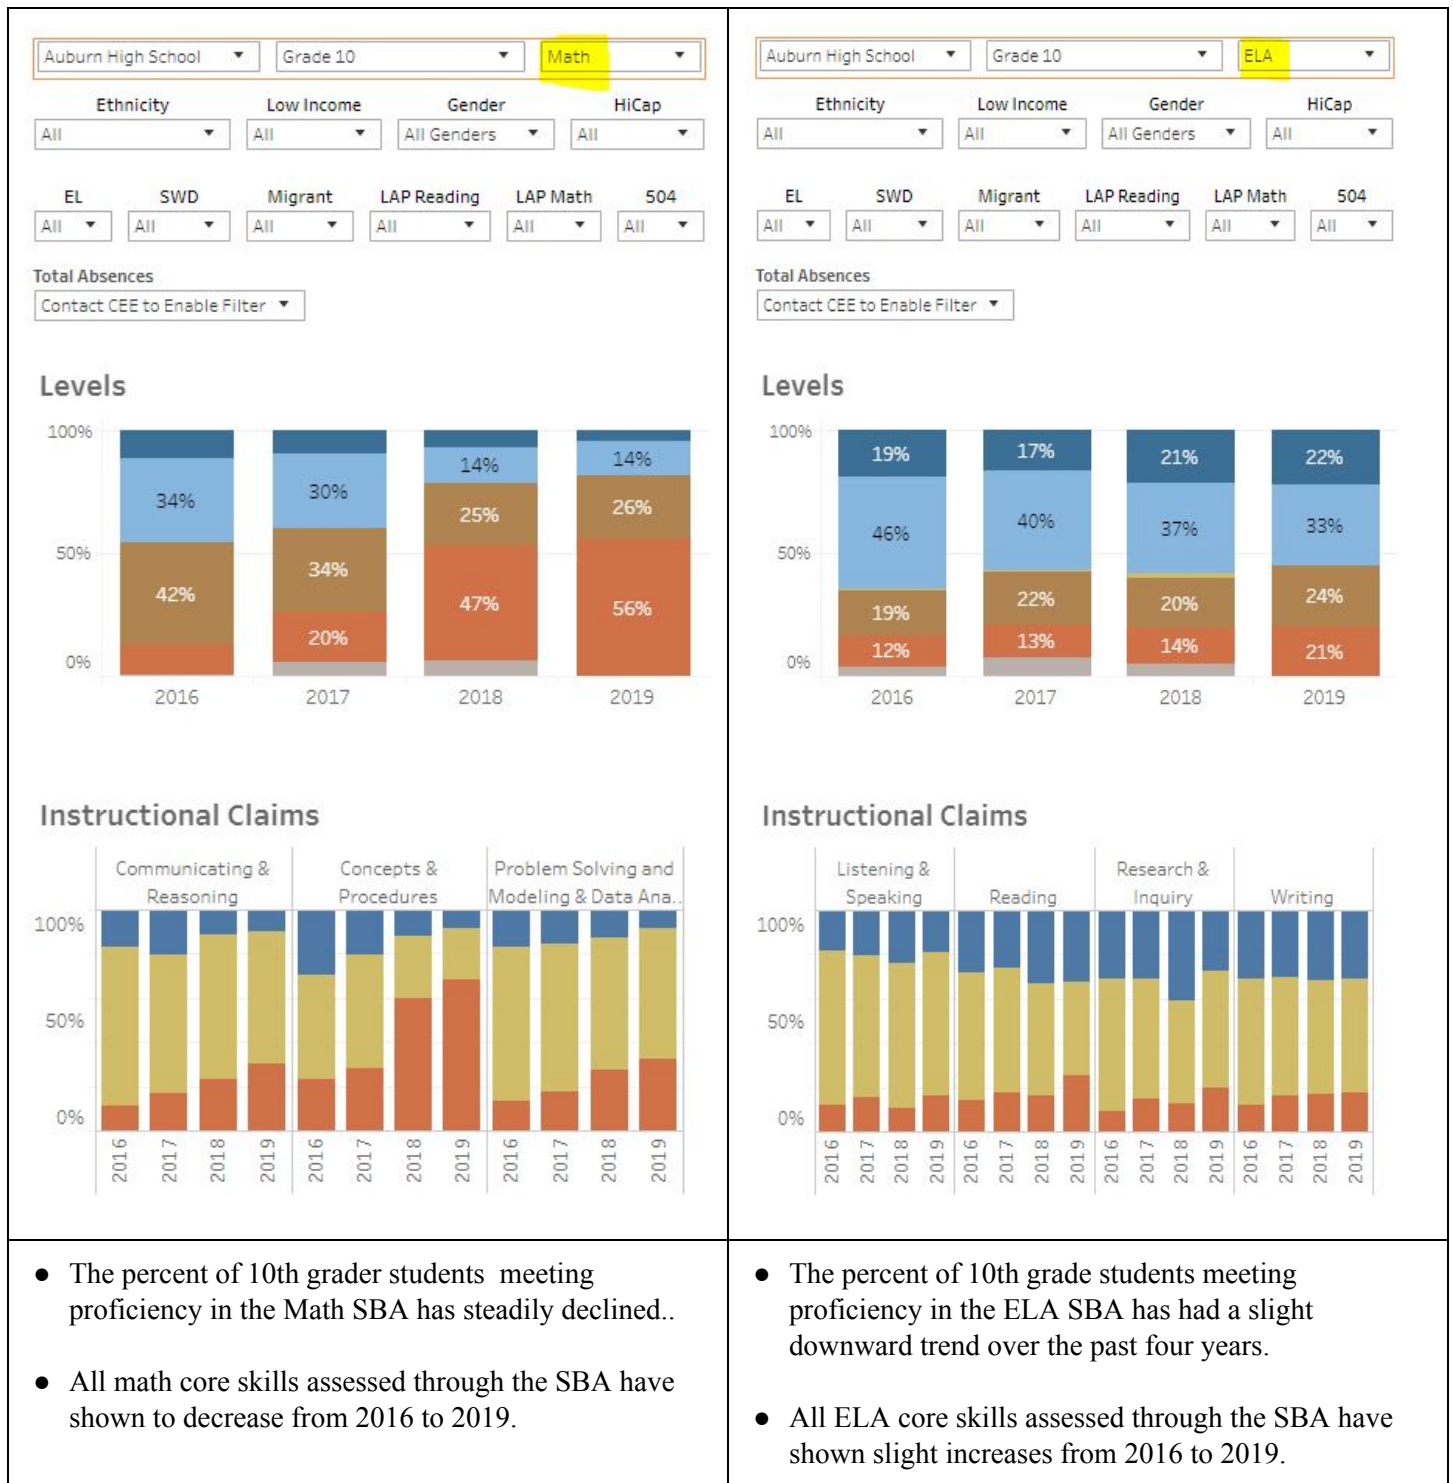 Auburn High School
Grade 10
Math
Ethnicity Low Income Gender HiCap
All All All Genders All
EL SWD Migrant LAP Reading LAP Math 504
All All All All All All
Total Absences
Contact CEE to Enable Filter
Levels
100%
50%
0%
34%
42%
30%
34%
20%
14%
25%
47%
14%
26%
56%
2016 2017 2018 2019
Instructional Claims
Communicating &
Reasoning
Concepts &
Procedures
Problem Solving and
Modeling & Data Ana..
100%
50%
0%
2016 2017 2018 2019 2016 2017 2018 2019 2016 2017 2018 2019
● The percent of 10th grader students meeting
proficiency in the Math SBA has steadily declined..
● All math core skills assessed through the SBA have
shown to decrease from 2016 to 2019.
Auburn High School
Grade 10
ELA
Ethnicity Low Income Gender HiCap
All All All Genders All
EL SWD Migrant LAP Reading LAP Math 504
All All All All All All
Total Absences
Contact CEE to Enable Filter
Levels
100%
50%
0%
19%
46%
19%
12%
17%
40%
22%
13%
21%
37%
20%
14%
22%
33%
24%
21%
2016 2017 2018 2019
Instructional Claims
Listening &
Speaking
Reading
Research &
Inquiry
Writing
100%
50%
0%
2016 2017 2018 2019 2016 2017 2018 2019 2016 2017 2018 2019 2016 2017 2018 2019
● The percent of 10th grade students meeting
proficiency in the ELA SBA has had a slight
downward trend over the past four years.
● All ELA core skills assessed through the SBA have
shown slight increases from 2016 to 2019.